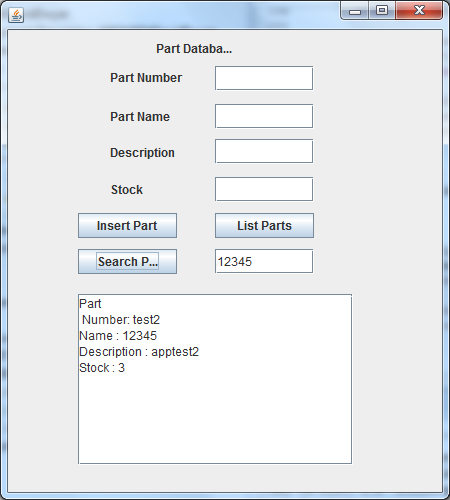 Part Databa...
Part Number
Part Name
Description
Stock
Insert Part List Parts
Search P... 12345
Part
Number: test2
Name : 12345
Description : apptest2
Stock : 3